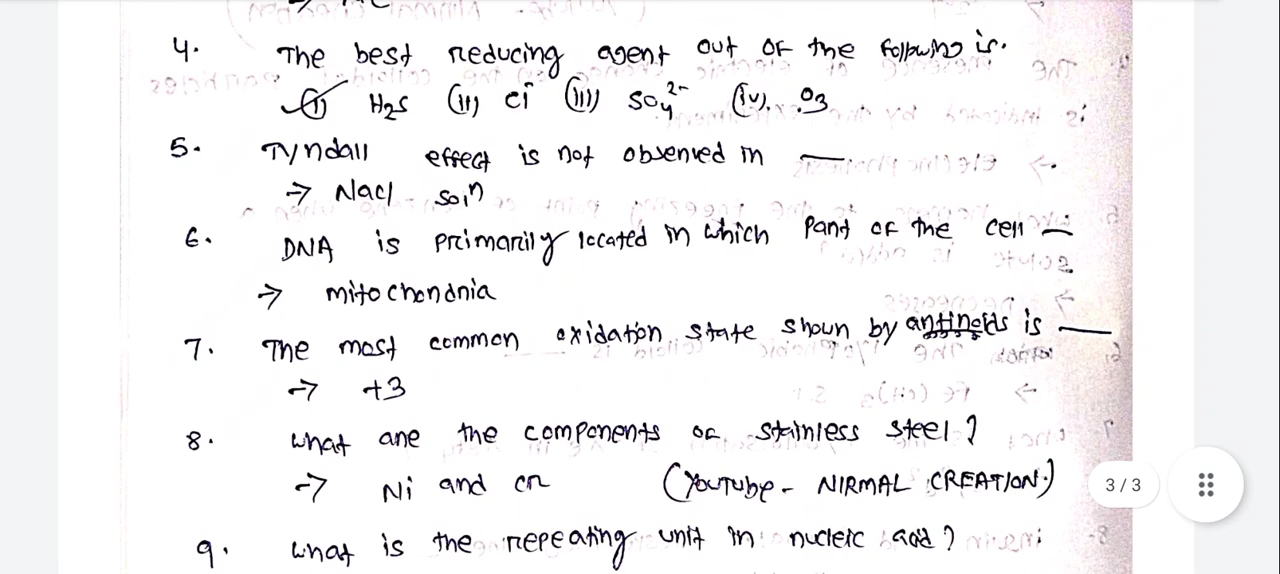 4. The best reducing agent out of the following is.
(i) H2S (ii) Cl⁻ (iii) SO4²⁻ (iv). O3
5. Tyndall effect is not observed in —
→ Nacl soln
6. DNA is primarily located in which part of the cell —
→ mitochondria
7. The most common oxidation state shown by is —
→ +3
8. what are the components of stainless steel?
→ Ni and cr (YOUTUBE - NIRMAL CREATION.)
3 / 3
9. what is the repeating unit in nucleic acid?